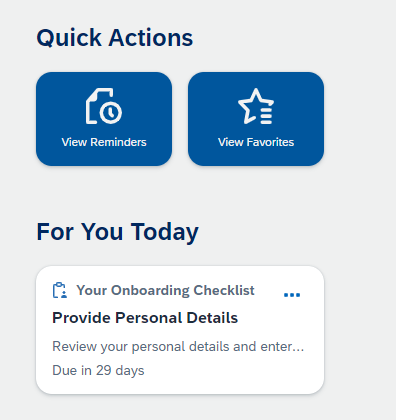 Quick Actions
View Reminders
View Favorites
For You Today
Your Onboarding Checklist
Provide Personal Details
Review your personal details and enter...
Due in 29 days